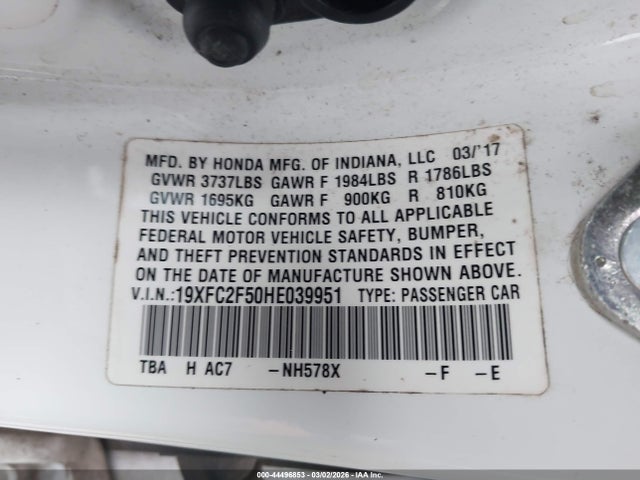 MFD. BY HONDA MFG. OF INDIANA, LLC 03/'17
GVWR 3737LBS GAWR F 1984LBS R 1786LBS
GVWR 1695KG GAWR F 900KG R 810KG
THIS VEHICLE CONFORMS TO ALL APPLICABLE
FEDERAL MOTOR VEHICLE SAFETY, BUMPER,
AND THEFT PREVENTION STANDARDS IN EFFECT
ON THE DATE OF MANUFACTURE SHOWN ABOVE.
V.I.N.:19XFC2F50HE039951 TYPE: PASSENGER CAR
TBA H AC7 -NH578X -F -E
000-44496853 - 03/02/2026 - IAA Inc.